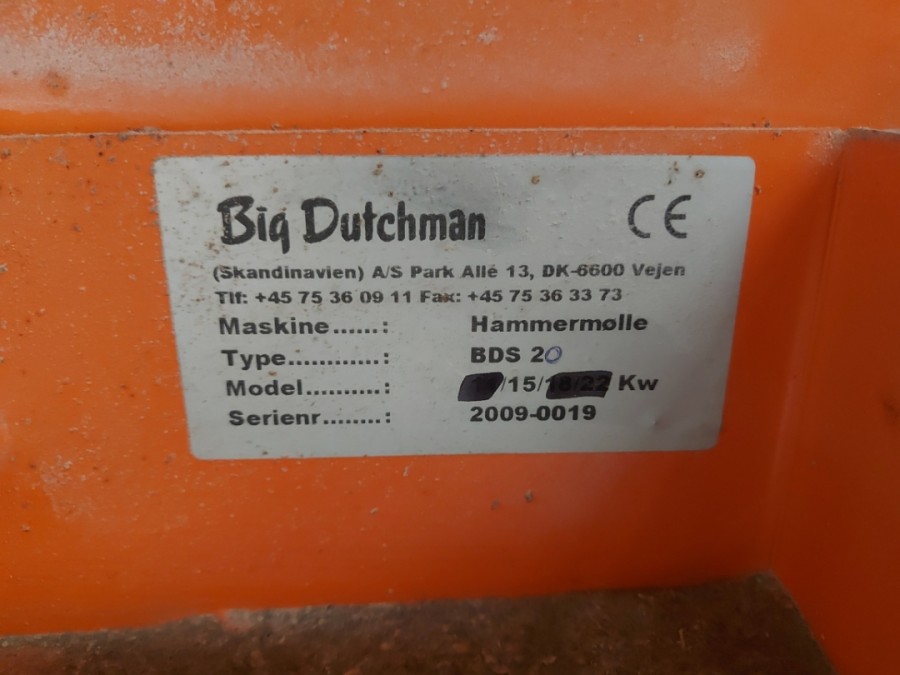 Big Dutchman CE
(Skandinavien) A/S Park Allé 13, DK-6600 Vejen
Tlf: +45 75 36 09 11 Fax: +45 75 36 33 73
Maskine......: Hammermølle
Type............: BDS 20
Model..........: /15/18/22 Kw
Serienr........: 2009-0019